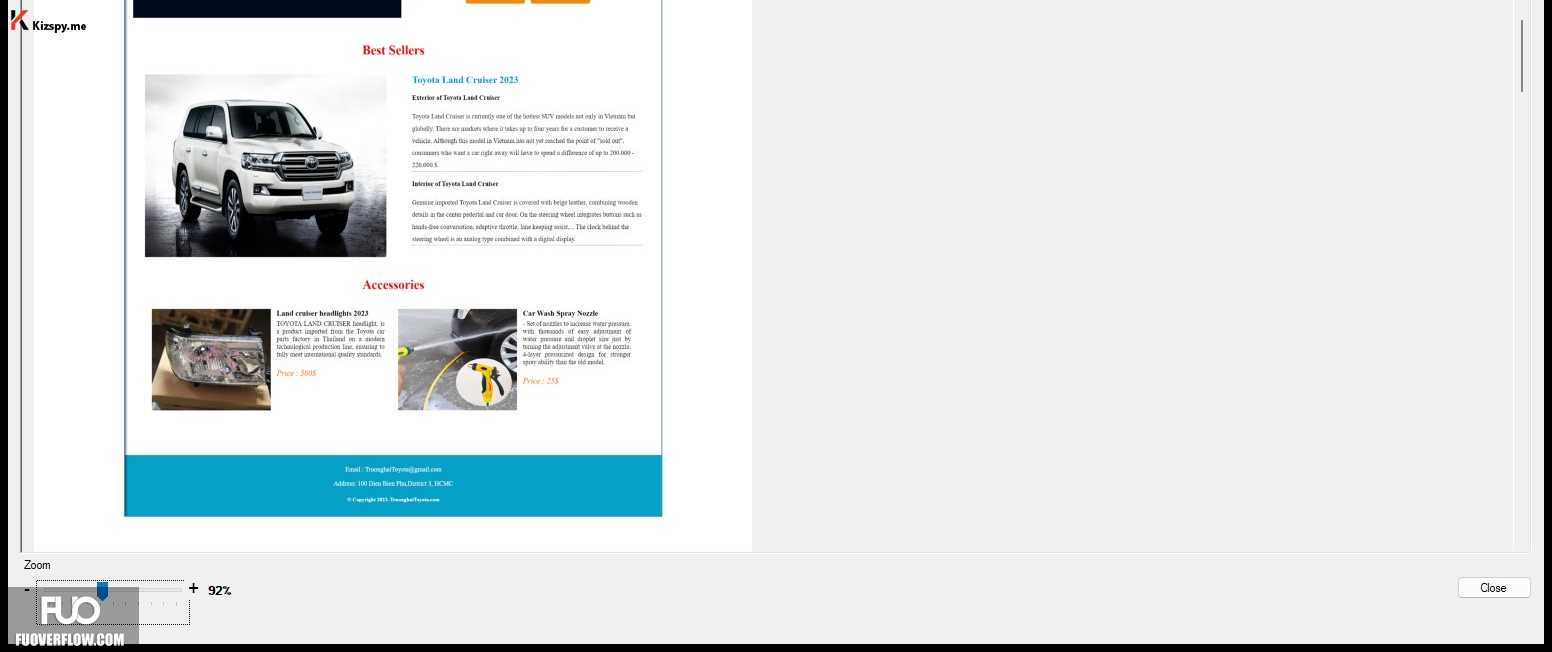 Kizspy.me
Best Sellers
Toyota Land Cruiser 2023
Exterior of Toyota Land Cruiser
Toyota Land Cruiser is currently one of the hottest SUV models not only in Vietnam but
globally. There are markets where it takes up to four years for a customer to receive a
vehicle. Although this model in Vietnam has not yet reached the point of "sold out",
consumers who want a car right away will have to spend a difference of up to 200.000 -
220.000 $.
Interior of Toyota Land Cruiser
Genuine imported Toyota Land Cruiser is covered with beige leather, combining wooden
details in the center pedestal and car door. On the steering wheel integrates buttons such as
hands-free conversation, adaptive throttle, lane keeping assist,... The clock behind the
steering wheel is an analog type combined with a digital display.
Accessories
Land cruiser headlights 2023
TOYOTA LAND CRUISER headlight, is
a product imported from the Toyota car
parts factory in Thailand on a modern
technological production line, ensuring to
fully meet international quality standards.
Price : 500$
Car Wash Spray Nozzle
- Set of nozzles to increase water pressure,
with thousands of easy adjustment of
water pressure and droplet size just by
turning the adjustment valve at the nozzle.
4-layer pressurized design for stronger
spray ability than the old model.
Price : 25$
Email : TruonghaiToyota@gmail.com
Address: 100 Dien Bien Phu,District 3, HCMC
© Copyright 2023. TruonghaiToyota.com
Zoom
- + 92%
Close
FUO
FUOVERFLOW.COM